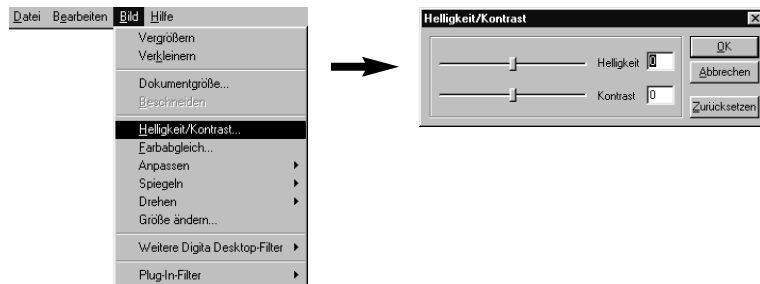 Datei Bearbeiten Bild Hilfe
Vergrößern
Verkleinern
Dokumentgröße...
Beschneiden
Helligkeit/Kontrast...
Farbabgleich...
Anpassen
Spiegeln
Drehen
Größe ändern...
Weitere Digita Desktop-Filter
Plug-In-Filter
Helligkeit/Kontrast
Helligkeit 0
Kontrast 0
OK
Abbrechen
Zurücksetzen